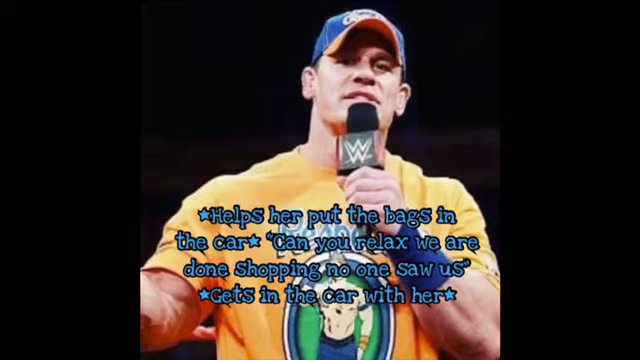 W
★Helps her put the bags in
the car★ "Can you relax we are
done shopping no one saw us"
★Gets in the car with her★